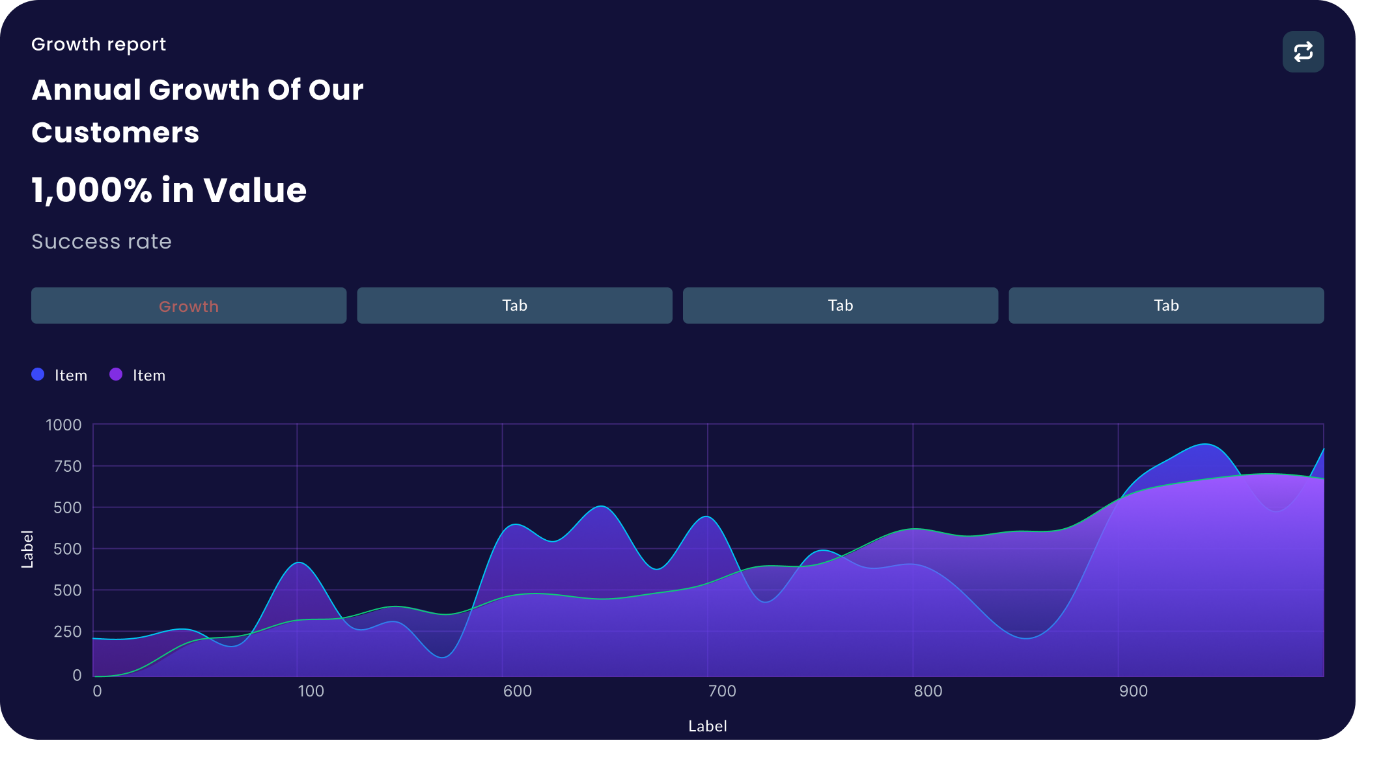 Growth report
Annual Growth Of Our
Customers
1,000% in Value
Success rate
Growth Tab Tab Tab
Item Item
1000
750
500
500
500
250
0
Label
0 100 600 700 800 900
Label